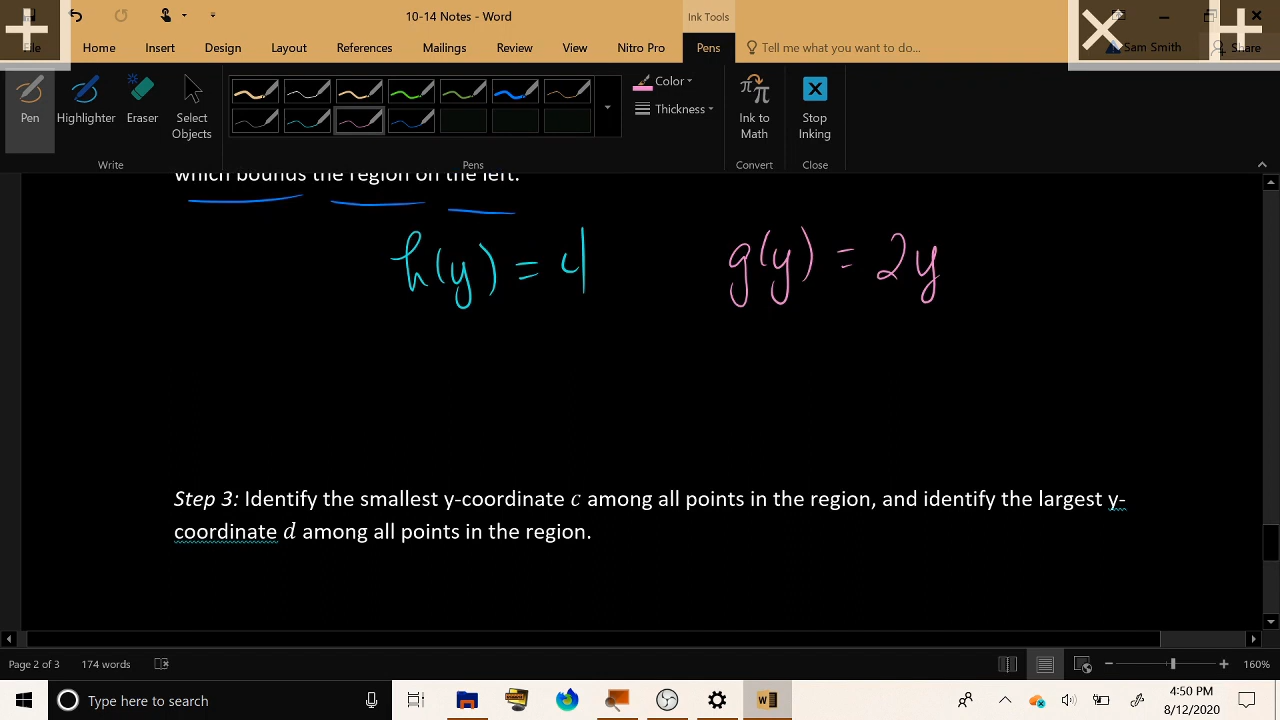 10-14 Notes - Word
Ink Tools
File Home Insert Design Layout References Mailings Review View Nitro Pro Pens Tell me what you want to do... Sam Smith Share
Pen Highlighter Eraser Select Objects
Color
Thickness
Ink to Math
Stop Inking
Write Pens Convert Close
which bounds the region on the left.
h(y) = 4 g(y) = 2y
Step 3: Identify the smallest y-coordinate c among all points in the region, and identify the largest y-
coordinate d among all points in the region.
Page 2 of 3 174 words 160%
Type here to search
4:50 PM
8/12/2020